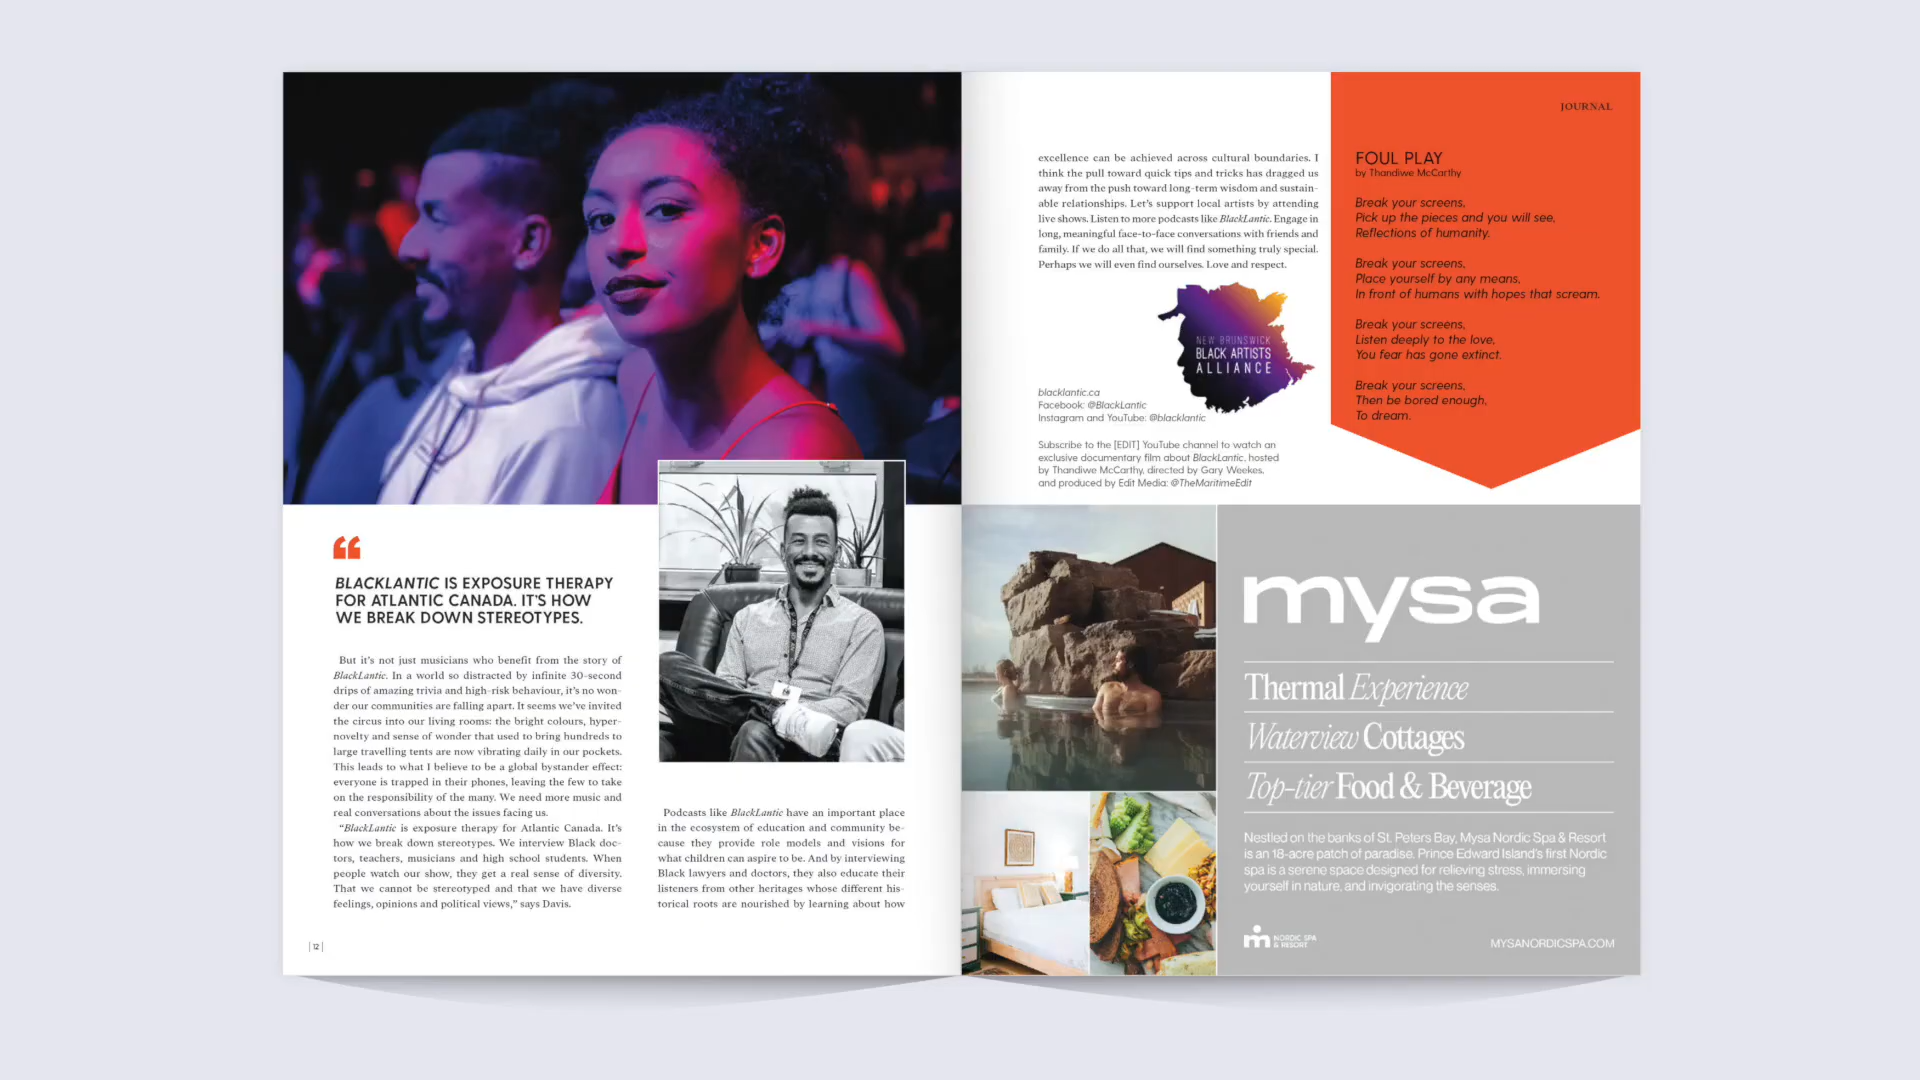 BLACKLANTIC IS EXPOSURE THERAPY
FOR ATLANTIC CANADA. IT'S HOW
WE BREAK DOWN STEREOTYPES.
But it's not just musicians who benefit from the story of
BlackLantic. In a world so distracted by infinite 30-second
drips of amazing trivia and high-risk behaviour, it's no won-
der our communities are falling apart. It seems we've invited
the circus into our living rooms: the bright colours, hyper-
novelty and sense of wonder that used to bring hundreds to
large travelling tents are now vibrating daily in our pockets.
This leads to what I believe to be a global bystander effect:
everyone is trapped in their phones, leaving the few to take
on the responsibility of the many. We need more music and
real conversations about the issues facing us.
"BlackLantic is exposure therapy for Atlantic Canada. It's
how we break down stereotypes. We interview Black doc-
tors, teachers, musicians and high school students. When
people watch our show, they get a real sense of diversity.
That we cannot be stereotyped and that we have diverse
feelings, opinions and political views," says Davis.
Podcasts like BlackLantic have an important place
in the ecosystem of education and community be-
cause they provide role models and visions for
what children can aspire to be. And by interviewing
Black lawyers and doctors, they also educate their
listeners from other heritages whose different his-
torical roots are nourished by learning about how
|12|
excellence can be achieved across cultural boundaries. I
think the pull toward quick tips and tricks has dragged us
away from the push toward long-term wisdom and sustain-
able relationships. Let's support local artists by attending
live shows. Listen to more podcasts like BlackLantic. Engage in
long, meaningful face-to-face conversations with friends and
family. If we do all that, we will find something truly special.
Perhaps we will even find ourselves. Love and respect.
NEW BRUNSWICK
BLACK ARTISTS
ALLIANCE
blacklantic.ca
Facebook: @BlackLantic
Instagram and YouTube: @blacklantic
Subscribe to the [EDIT] YouTube channel to watch an
exclusive documentary film about BlackLantic, hosted
by Thandiwe McCarthy, directed by Gary Weekes,
and produced by Edit Media: @TheMaritimeEdit
JOURNAL
FOUL PLAY
by Thandiwe McCarthy
Break your screens,
Pick up the pieces and you will see,
Reflections of humanity.
Break your screens,
Place yourself by any means,
In front of humans with hopes that scream.
Break your screens,
Listen deeply to the love,
You fear has gone extinct.
Break your screens,
Then be bored enough,
To dream.
mysa
Thermal Experience
Waterview Cottages
Top-tier Food & Beverage
Nestled on the banks of St. Peters Bay, Mysa Nordic Spa & Resort
is an 18-acre patch of paradise. Prince Edward Island's first Nordic
spa is a serene space designed for relieving stress, immersing
yourself in nature, and invigorating the senses.
NORDIC SPA
& RESORT
MYSANORDICSPA.COM